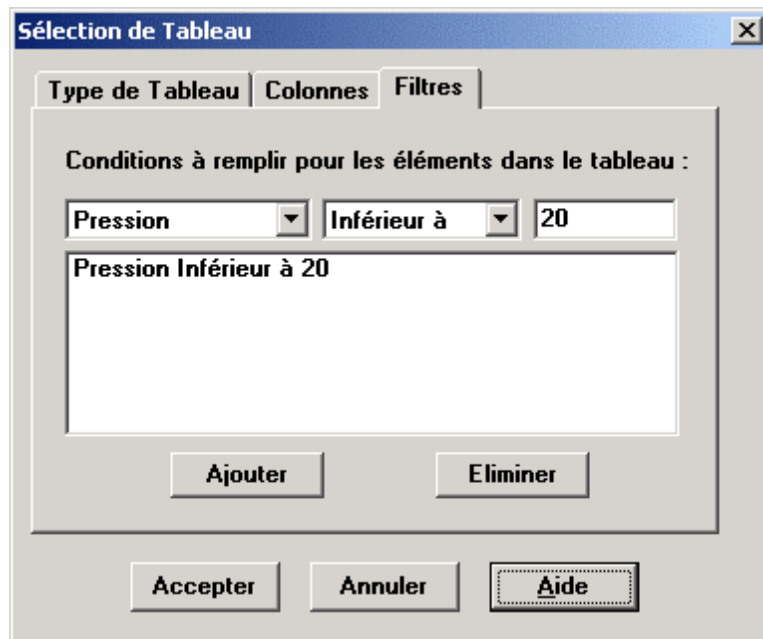 Sélection de Tableau
Type de Tableau Colonnes Filtres
Conditions à remplir pour les éléments dans le tableau :
Pression Inférieur à 20
Pression Inférieur à 20
Ajouter Eliminer
Accepter Annuler Aide